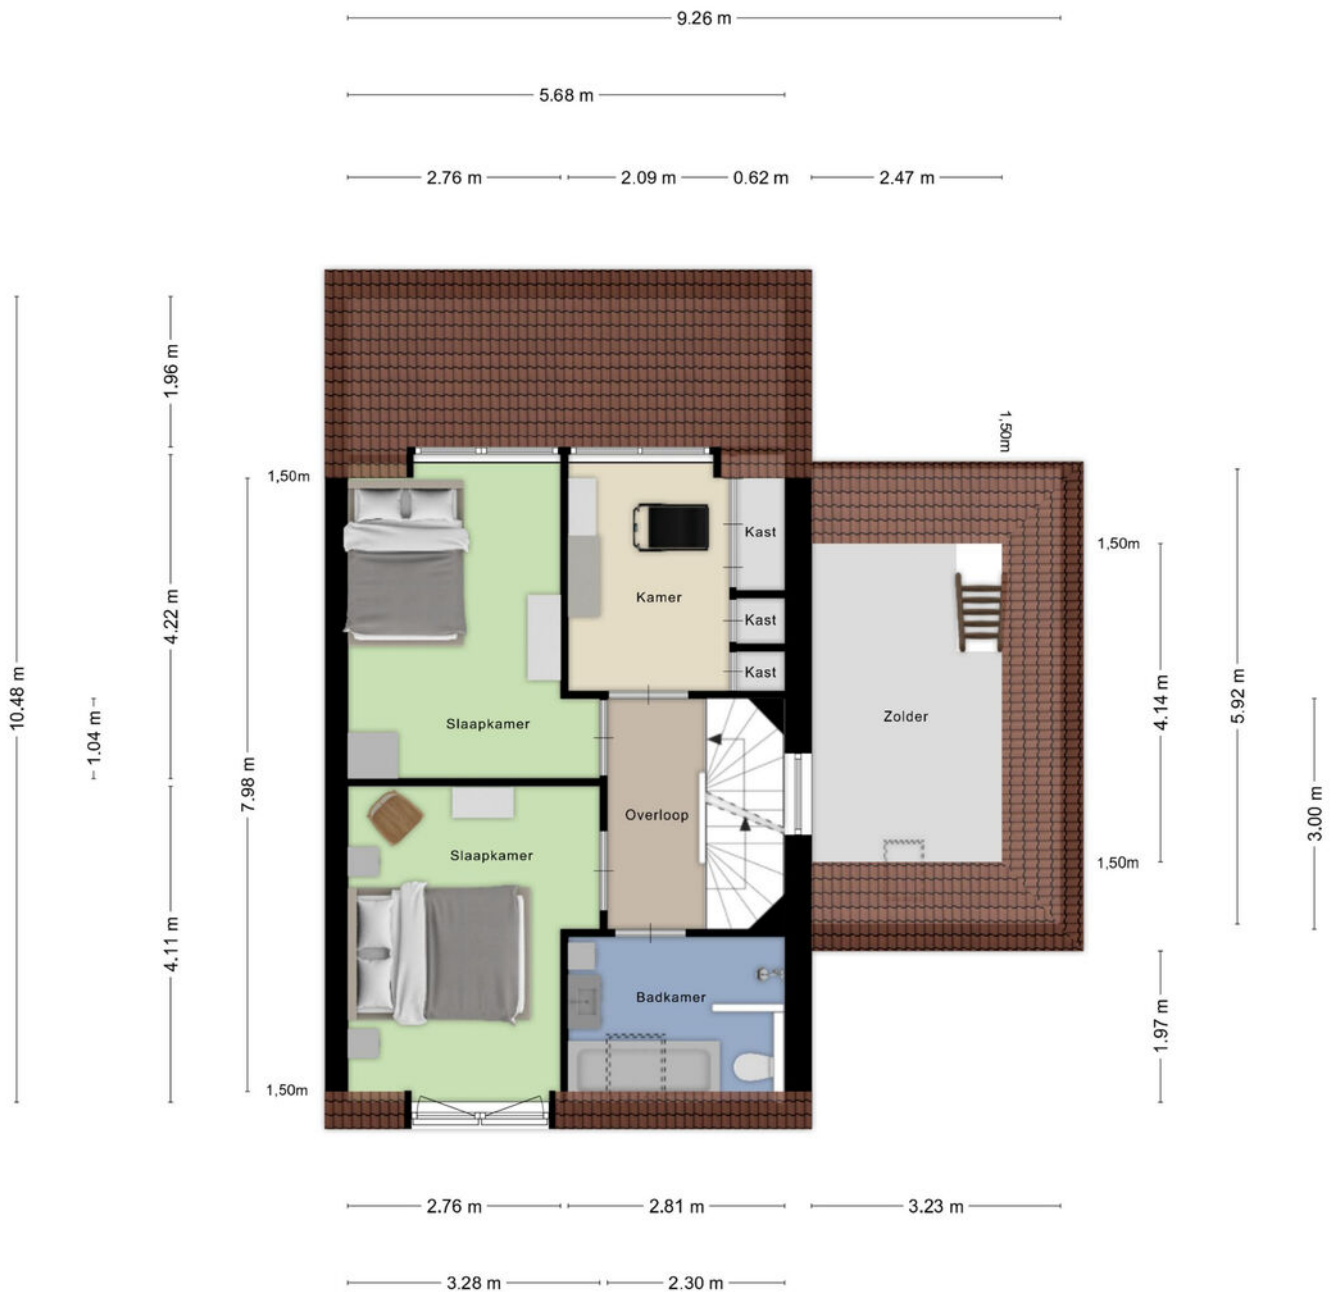 9.26 m
5.68 m
2.76 m
2.09 m
0.62 m
2.47 m
1.96 m
1,50m
1,50m
1,50m
Kast
Kamer
4.22 m
Kast
Kast
10.48 m
1.04 m
Slaapkamer
Zolder
4.14 m
5.92 m
7.98 m
Overloop
3.00 m
Slaapkamer
1,50m
4.11 m
Badkamer
1.97 m
1,50m
2.76 m
2.81 m
3.23 m
3.28 m
2.30 m